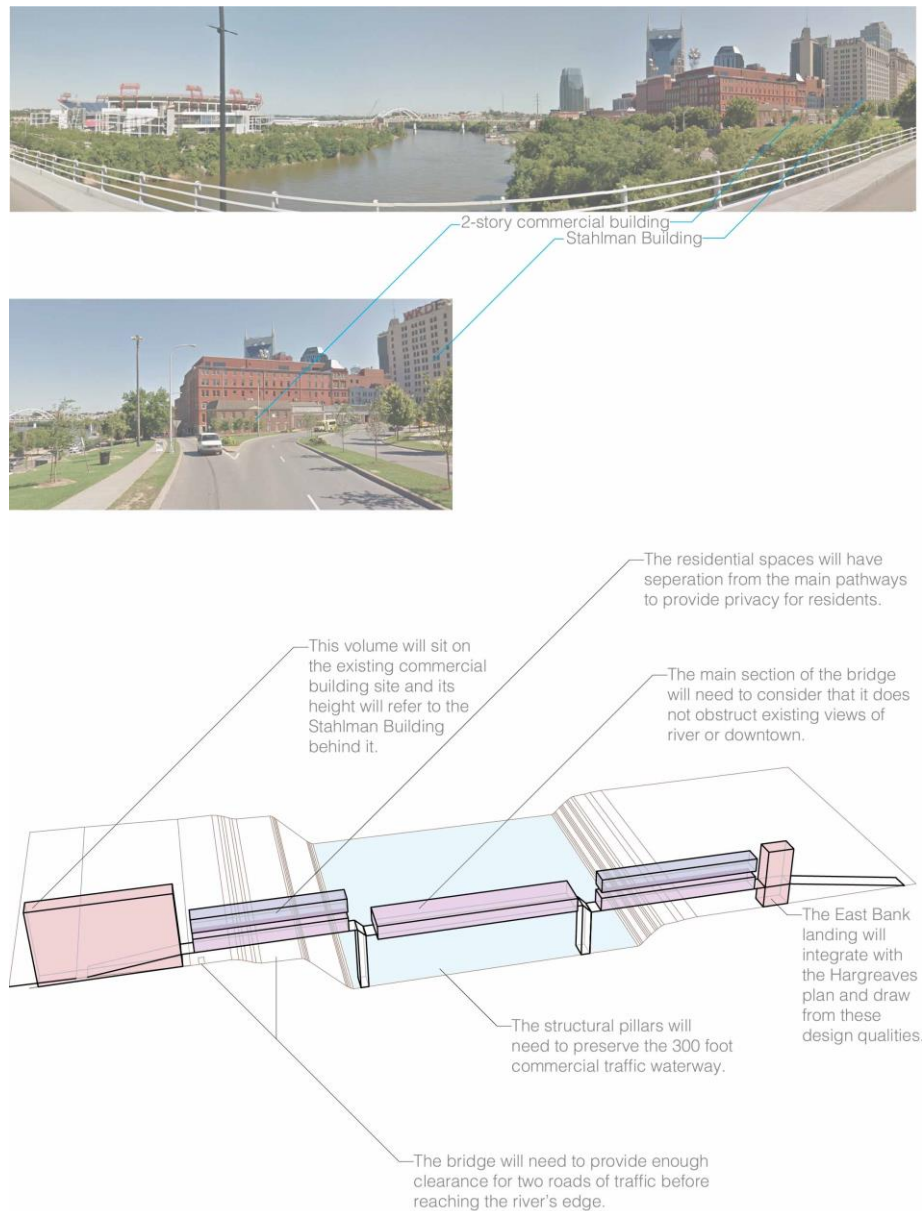 2-story commercial building
Stahlman Building
WKDF
The residential spaces will have
seperation from the main pathways
to provide privacy for residents.
This volume will sit on
the existing commercial
building site and its
height will refer to the
Stahlman Building
behind it.
The main section of the bridge
will need to consider that it does
not obstruct existing views of
river or downtown.
The East Bank
landing will
integrate with
the Hargreaves
plan and draw
from these
design qualities.
The structural pillars will
need to preserve the 300 foot
commercial traffic waterway.
The bridge will need to provide enough
clearance for two roads of traffic before
reaching the river's edge.